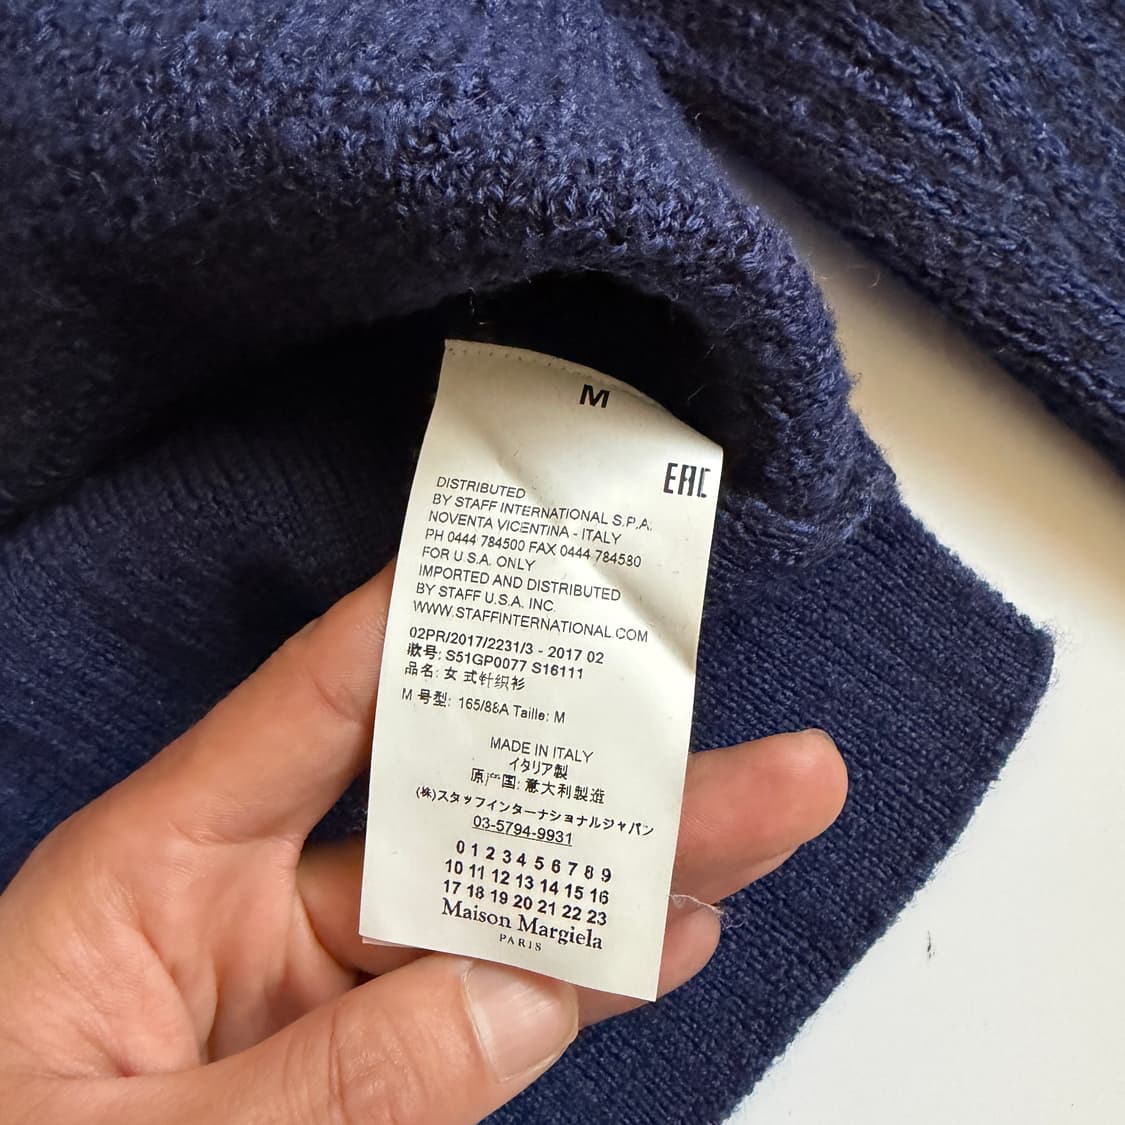 M
EAC
DISTRIBUTED
BY STAFF INTERNATIONAL S.P.A.
NOVENTA VICENTINA - ITALY
PH 0444 784500 FAX 0444 784580
FOR U.S.A. ONLY
IMPORTED AND DISTRIBUTED
BY STAFF U.S.A. INC.
WWW.STAFFINTERNATIONAL.COM
02PR/2017/2231/3 - 2017 02
款号: S51GP0077 S16111
品名: 女式针织衫
M 号型: 165/88A Taille: M
MADE IN ITALY
イタリア製
原产国: 意大利製造
(株)スタッフインターナショナルジャパン
03-5794-9931
0 1 2 3 4 5 6 7 8 9
10 11 12 13 14 15 16
17 18 19 20 21 22 23
Maison Margiela
PARIS